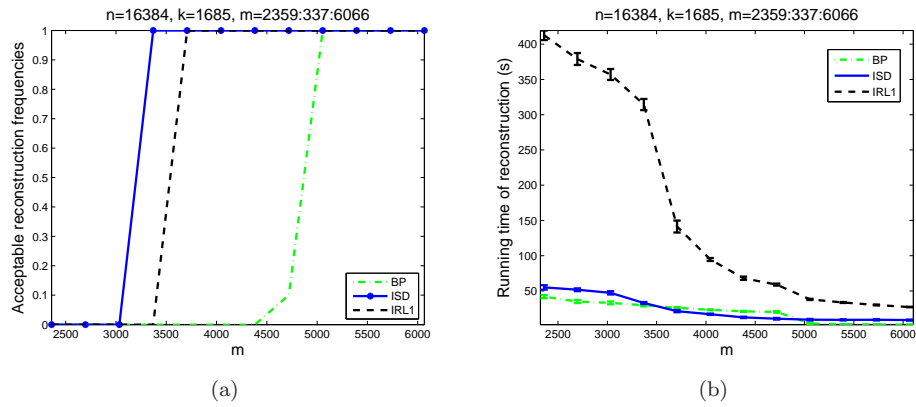 n=16384, k=1685, m=2359:337:6066
Acceptable reconstruction frequencies
1
0.9
0.8
0.7
0.6
0.5
0.4
0.3
0.2
0.1
0
2500 3000 3500 4000 4500 5000 5500 6000
m
BP
ISD
IRL1
(a)
n=16384, k=1685, m=2359:337:6066
Running time of reconstruction (s)
400
350
300
250
200
150
100
50
2500 3000 3500 4000 4500 5000 5500 6000
m
BP
ISD
IRL1
(b)